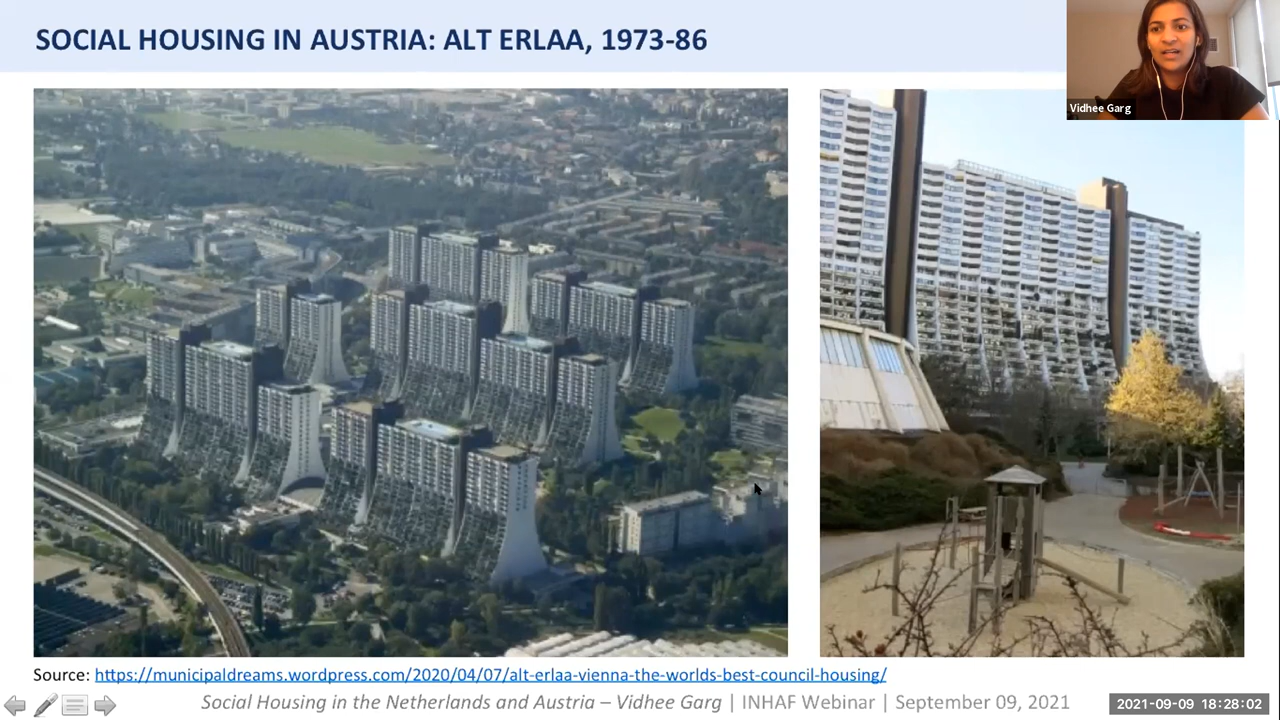 SOCIAL HOUSING IN AUSTRIA: ALT ERLAA, 1973-86
Vidhee Garg
Source: https://municipaldreams.wordpress.com/2020/04/07/alt-erlaa-vienna-the-worlds-best-council-housing/
Social Housing in the Netherlands and Austria – Vidhee Garg | INHAF Webinar | September 09, 2021
2021-09-09 18:28:02